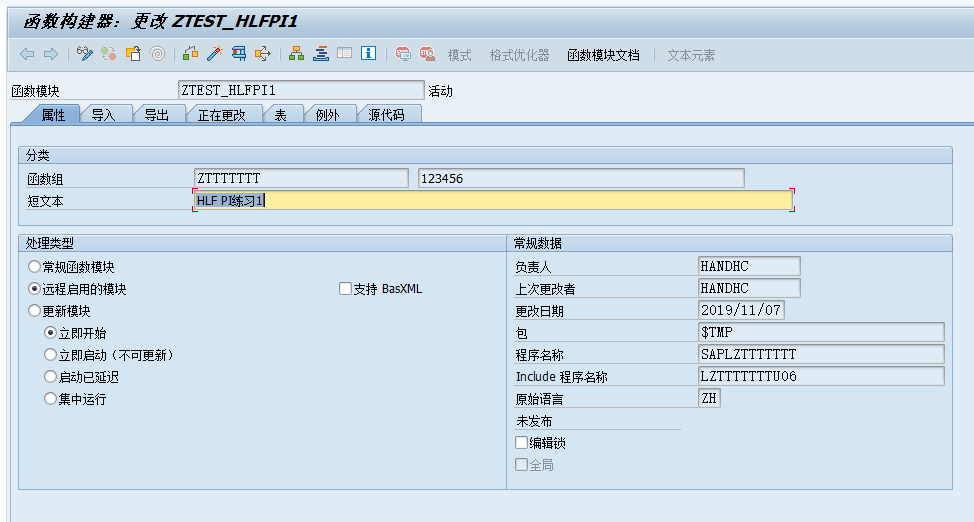 函数构建器：更改 ZTEST_HLFPI1
模式 格式优化器 函数模块文档 文本元素
函数模块 ZTEST_HLFPI1 活动
属性 导入 导出 正在更改 表 例外 源代码
分类
函数组 ZTTTTTTT 123456
短文本 HLF PI练习1
处理类型
常规函数模块
远程启用的模块 支持 BasXML
更新模块
立即开始
立即启动（不可更新）
启动已延迟
集中运行
常规数据
负责人 HANDHC
上次更改者 HANDHC
更改日期 2019/11/07
包 $TMP
程序名称 SAPLZTTTTTTT
Include 程序名称 LZTTTTTTTU06
原始语言 ZH
未发布
编辑锁
全局